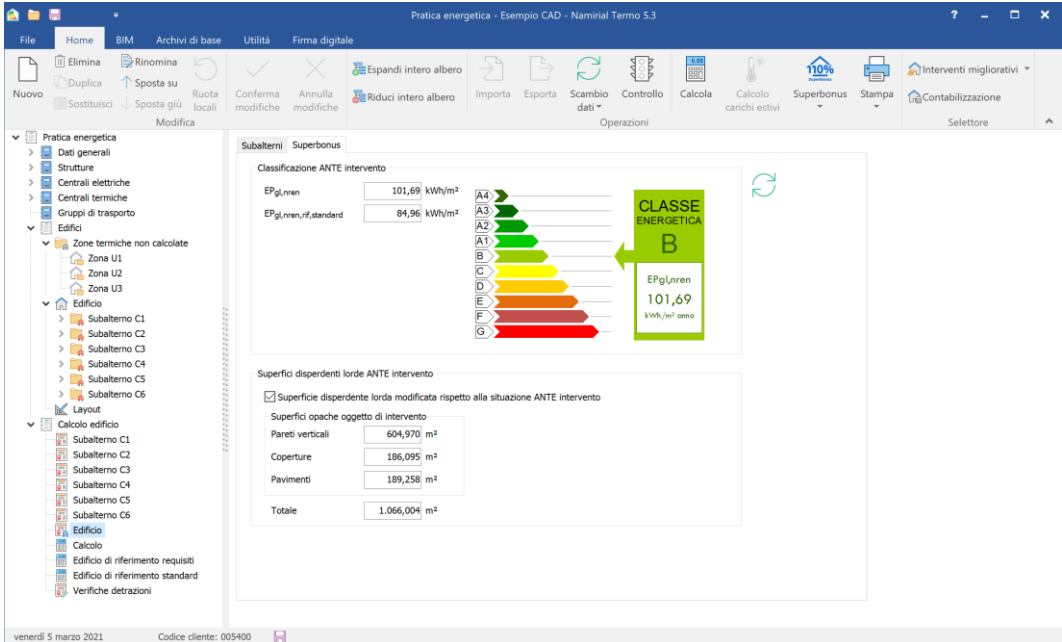 Pratica energetica - Esempio CAD - Namirial Termo 5.3
File Home BIM Archivi di base Utilità Firma digitale
Nuovo
Elimina
Duplica
Sostituisci
Rinomina
Sposta su
Sposta giù
Ruota locali
Modifica
Conferma modifiche
Annulla modifiche
Espandi intero albero
Riduci intero albero
Importa
Esporta
Scambio dati
Controllo
Operazioni
0.00
Calcola
Calcolo carichi estivi
110%
Superbonus
Superbonus
Stampa
Interventi migliorativi
Contabilizzazione
Selettore
Pratica energetica
Dati generali
Strutture
Centrali elettriche
Centrali termiche
Gruppi di trasporto
Edifici
Zone termiche non calcolate
Zona U1
Zona U2
Zona U3
Edificio
Subalterno C1
Subalterno C2
Subalterno C3
Subalterno C4
Subalterno C5
Subalterno C6
Layout
Calcolo edificio
Subalterno C1
Subalterno C2
Subalterno C3
Subalterno C4
Subalterno C5
Subalterno C6
Edificio
Calcolo
Edificio di riferimento requisiti
Edificio di riferimento standard
Verifiche detrazioni
Subalterni Superbonus
Classificazione ANTE intervento
EPgl,nren 101,69 kWh/m²
EPgl,nren,rif,standard 84,96 kWh/m²
A4
A3
A2
A1
B
C
D
E
F
G
CLASSE
ENERGETICA
B
EPgl,nren
101,69
kWh/m² anno
Superfici disperdenti lorde ANTE intervento
Superficie disperdente lorda modificata rispetto alla situazione ANTE intervento
Superfici opache oggetto di intervento
Pareti verticali 604,970 m²
Coperture 186,095 m²
Pavimenti 189,258 m²
Totale 1.066,004 m²
venerdì 5 marzo 2021 Codice cliente: 005400